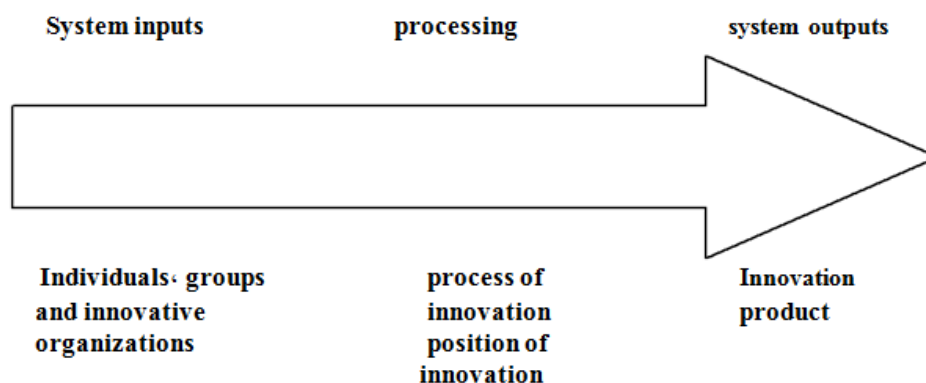 System inputs
processing
system outputs
Individuals، groups
and innovative
organizations
process of
innovation
position of
innovation
Innovation
product